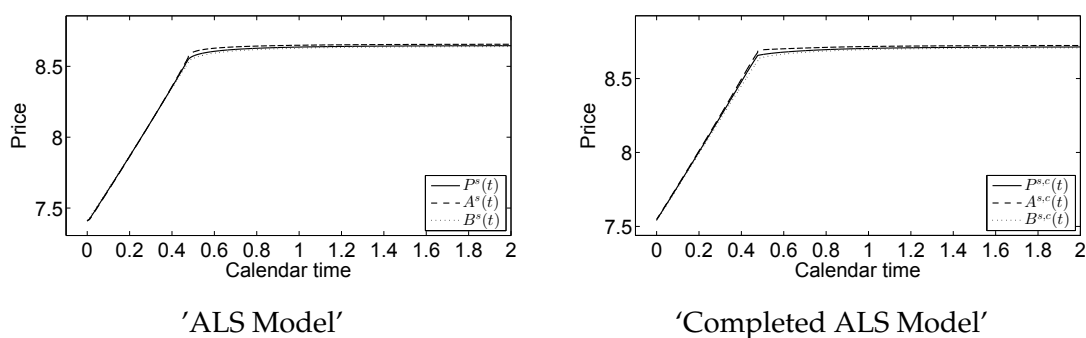 Price
8.5
8
7.5
0 0.2 0.4 0.6 0.8 1 1.2 1.4 1.6 1.8 2
Calendar time
P^s(t)
A^s(t)
B^s(t)
'ALS Model'
Price
8.5
8
7.5
0 0.2 0.4 0.6 0.8 1 1.2 1.4 1.6 1.8 2
Calendar time
P^{s,c}(t)
A^{s,c}(t)
B^{s,c}(t)
‘Completed ALS Model’